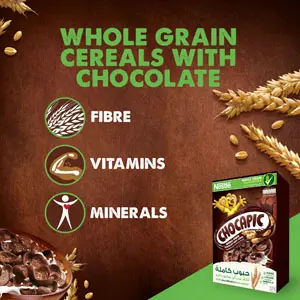 WHOLE GRAIN
CEREALS WITH
CHOCOLATE
FIBRE
VITAMINS
MINERALS
Nestlé
CHOCAPIC
حبوب كاملة